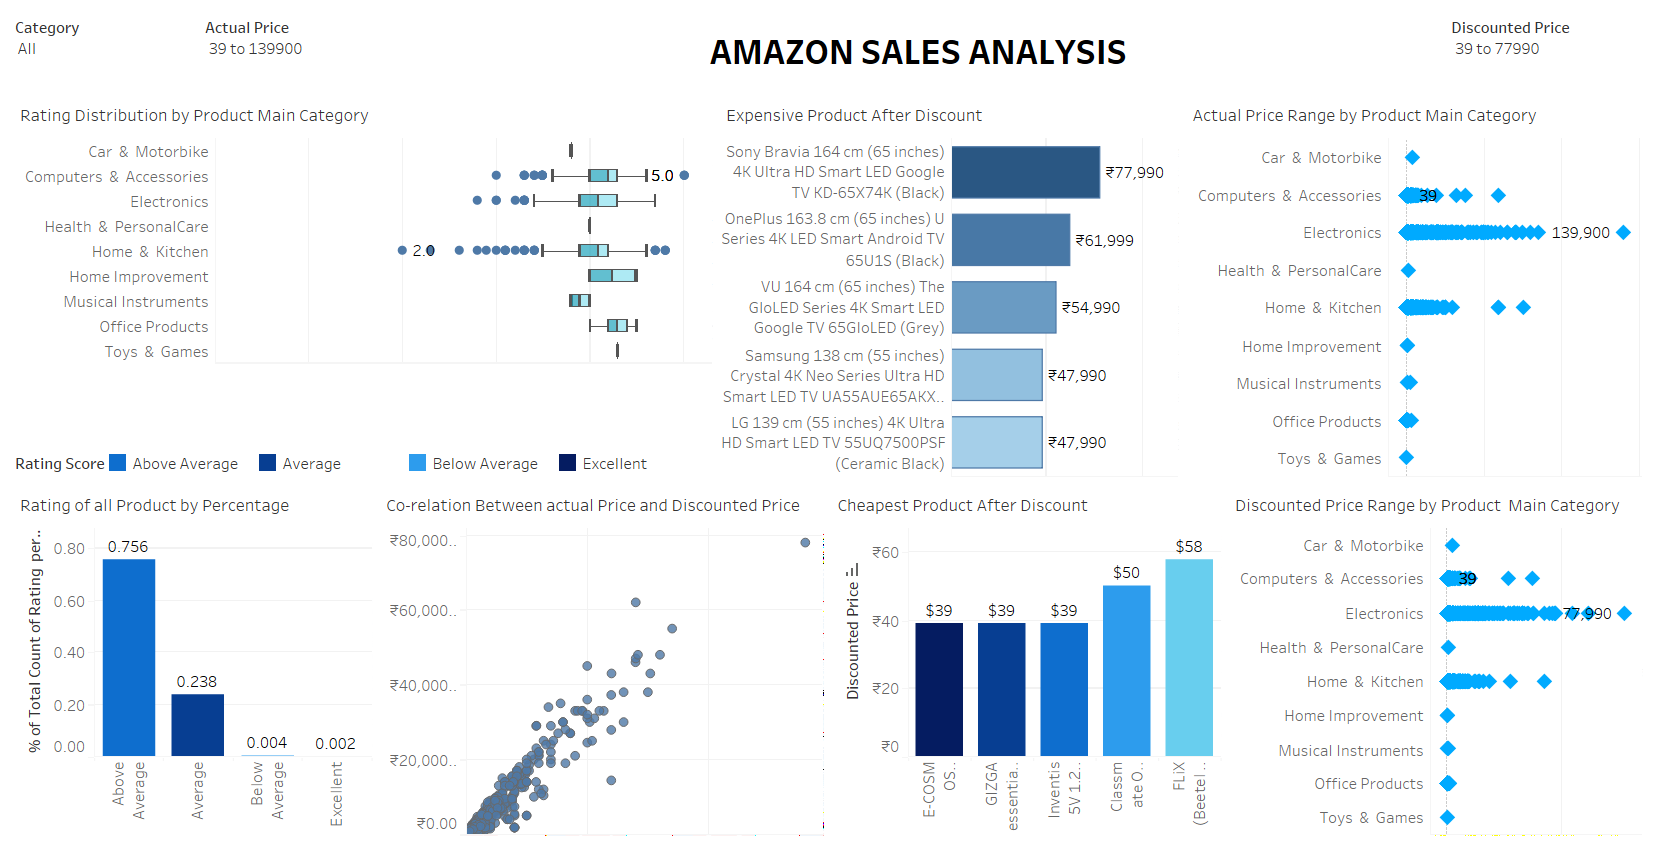 Category
All
Actual Price
39 to 139900
AMAZON SALES ANALYSIS
Discounted Price
39 to 77990
Rating Distribution by Product Main Category
Car & Motorbike
Computers & Accessories
5.0
Electronics
Health & PersonalCare
Home & Kitchen
2.0
Home Improvement
Musical Instruments
Office Products
Toys & Games
Expensive Product After Discount
Sony Bravia 164 cm (65 inches)
4K Ultra HD Smart LED Google
TV KD-65X74K (Black)
₹77,990
OnePlus 163.8 cm (65 inches) U
Series 4K LED Smart Android TV
65U1S (Black)
₹61,999
VU 164 cm (65 inches) The
GloLED Series 4K Smart LED
Google TV 65GloLED (Grey)
₹54,990
Samsung 138 cm (55 inches)
Crystal 4K Neo Series Ultra HD
Smart LED TV UA55AUE65AKX..
₹47,990
LG 139 cm (55 inches) 4K Ultra
HD Smart LED TV 55UQ7500PSF
(Ceramic Black)
₹47,990
Actual Price Range by Product Main Category
Car & Motorbike
Computers & Accessories
39
Electronics
139,900
Health & PersonalCare
Home & Kitchen
Home Improvement
Musical Instruments
Office Products
Toys & Games
Rating Score
Above Average
Average
Below Average
Excellent
Rating of all Product by Percentage
% of Total Count of Rating per..
0.80
0.60
0.40
0.20
0.00
0.756
0.238
0.004
0.002
Above
Average
Average
Below
Average
Excellent
Co-relation Between actual Price and Discounted Price
₹80,000..
₹60,000..
₹40,000..
₹20,000..
₹0.00
Cheapest Product After Discount
Discounted Price
₹60
₹40
₹20
₹0
$39
$39
$39
$50
$58
E-COSM
OS..
GIZGA
essentia..
Inventis
5V 1.2..
Classm
ate O..
FLiX
(Beetel..
Discounted Price Range by Product Main Category
Car & Motorbike
Computers & Accessories
39
Electronics
77,990
Health & PersonalCare
Home & Kitchen
Home Improvement
Musical Instruments
Office Products
Toys & Games